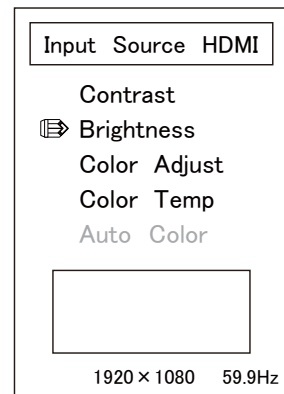 Input Source HDMI
Contrast
Brightness
Color Adjust
Color Temp
Auto Color
1920×1080 59.9Hz